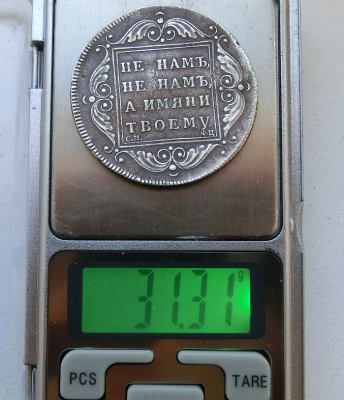 НЕ НАМЪ,
НЕ НАМЪ,
А ИМЯНИ
ТВОЕМУ.
С.М. Ф.Ц.
31.31 g
PCS TARE